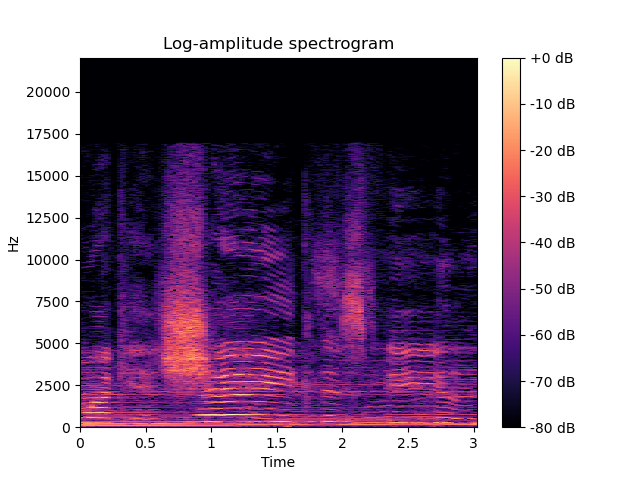 Log-amplitude spectrogram
Hz
20000
17500
15000
12500
10000
7500
5000
2500
0
0 0.5 1 1.5 2 2.5 3
Time
+0 dB
-10 dB
-20 dB
-30 dB
-40 dB
-50 dB
-60 dB
-70 dB
-80 dB